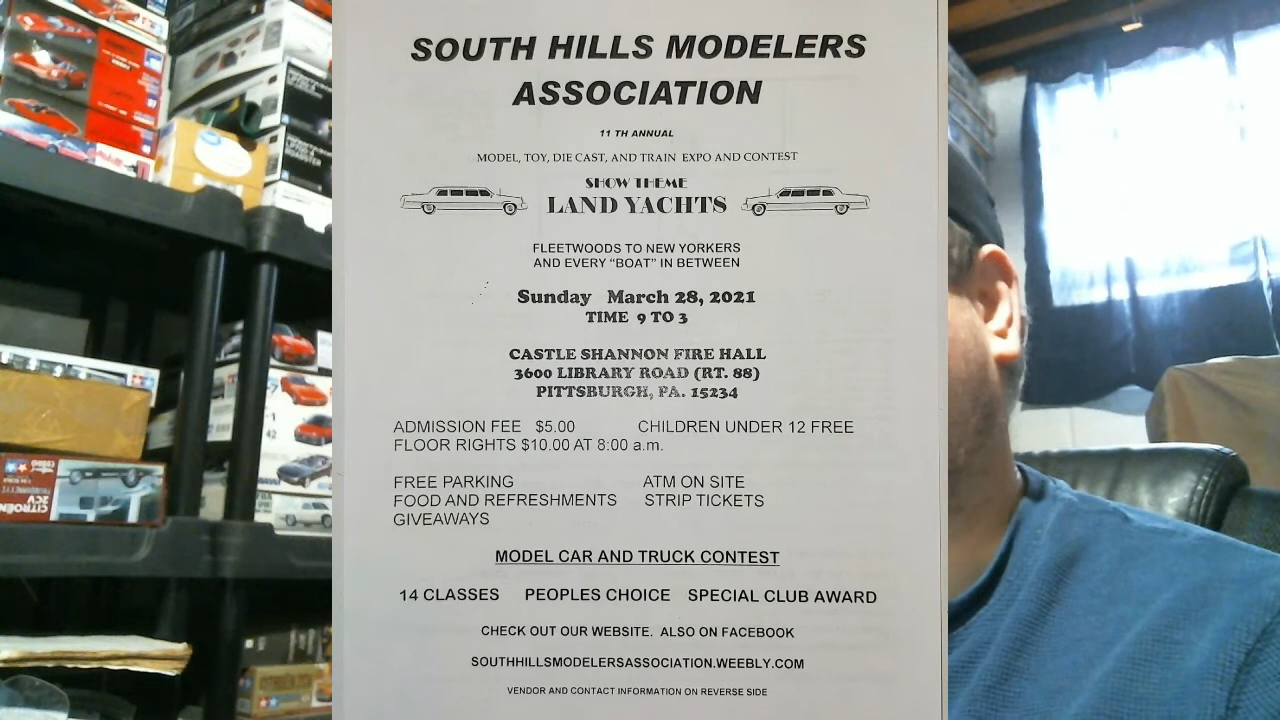 SOUTH HILLS MODELERS
ASSOCIATION
11 TH ANNUAL
MODEL, TOY, DIE CAST, AND TRAIN EXPO AND CONTEST
SHOW THEME
LAND YACHTS
FLEETWOODS TO NEW YORKERS
AND EVERY "BOAT" IN BETWEEN
Sunday March 28, 2021
TIME 9 TO 3
CASTLE SHANNON FIRE HALL
3600 LIBRARY ROAD (RT. 88)
PITTSBURGH, PA. 15234
ADMISSION FEE $5.00 CHILDREN UNDER 12 FREE
FLOOR RIGHTS $10.00 AT 8:00 a.m.
FREE PARKING ATM ON SITE
FOOD AND REFRESHMENTS STRIP TICKETS
GIVEAWAYS
MODEL CAR AND TRUCK CONTEST
14 CLASSES PEOPLES CHOICE SPECIAL CLUB AWARD
CHECK OUT OUR WEBSITE. ALSO ON FACEBOOK
SOUTHHILLSMODELERSASSOCIATION.WEEBLY.COM
VENDOR AND CONTACT INFORMATION ON REVERSE SIDE
CITROËN
2CV